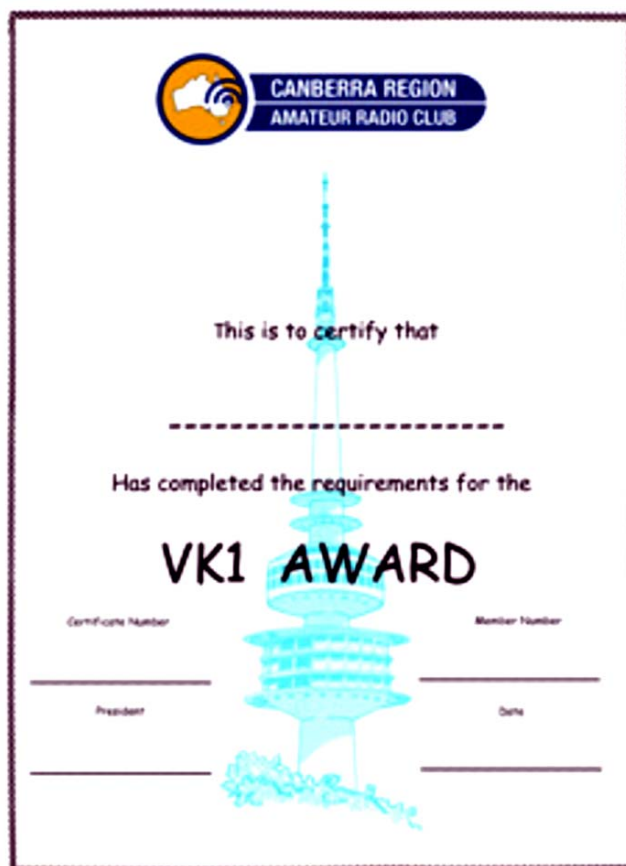 CANBERRA REGION
AMATEUR RADIO CLUB
This is to certify that
Has completed the requirements for the
VK1 AWARD
Certificate Number
Member Number
President
Date